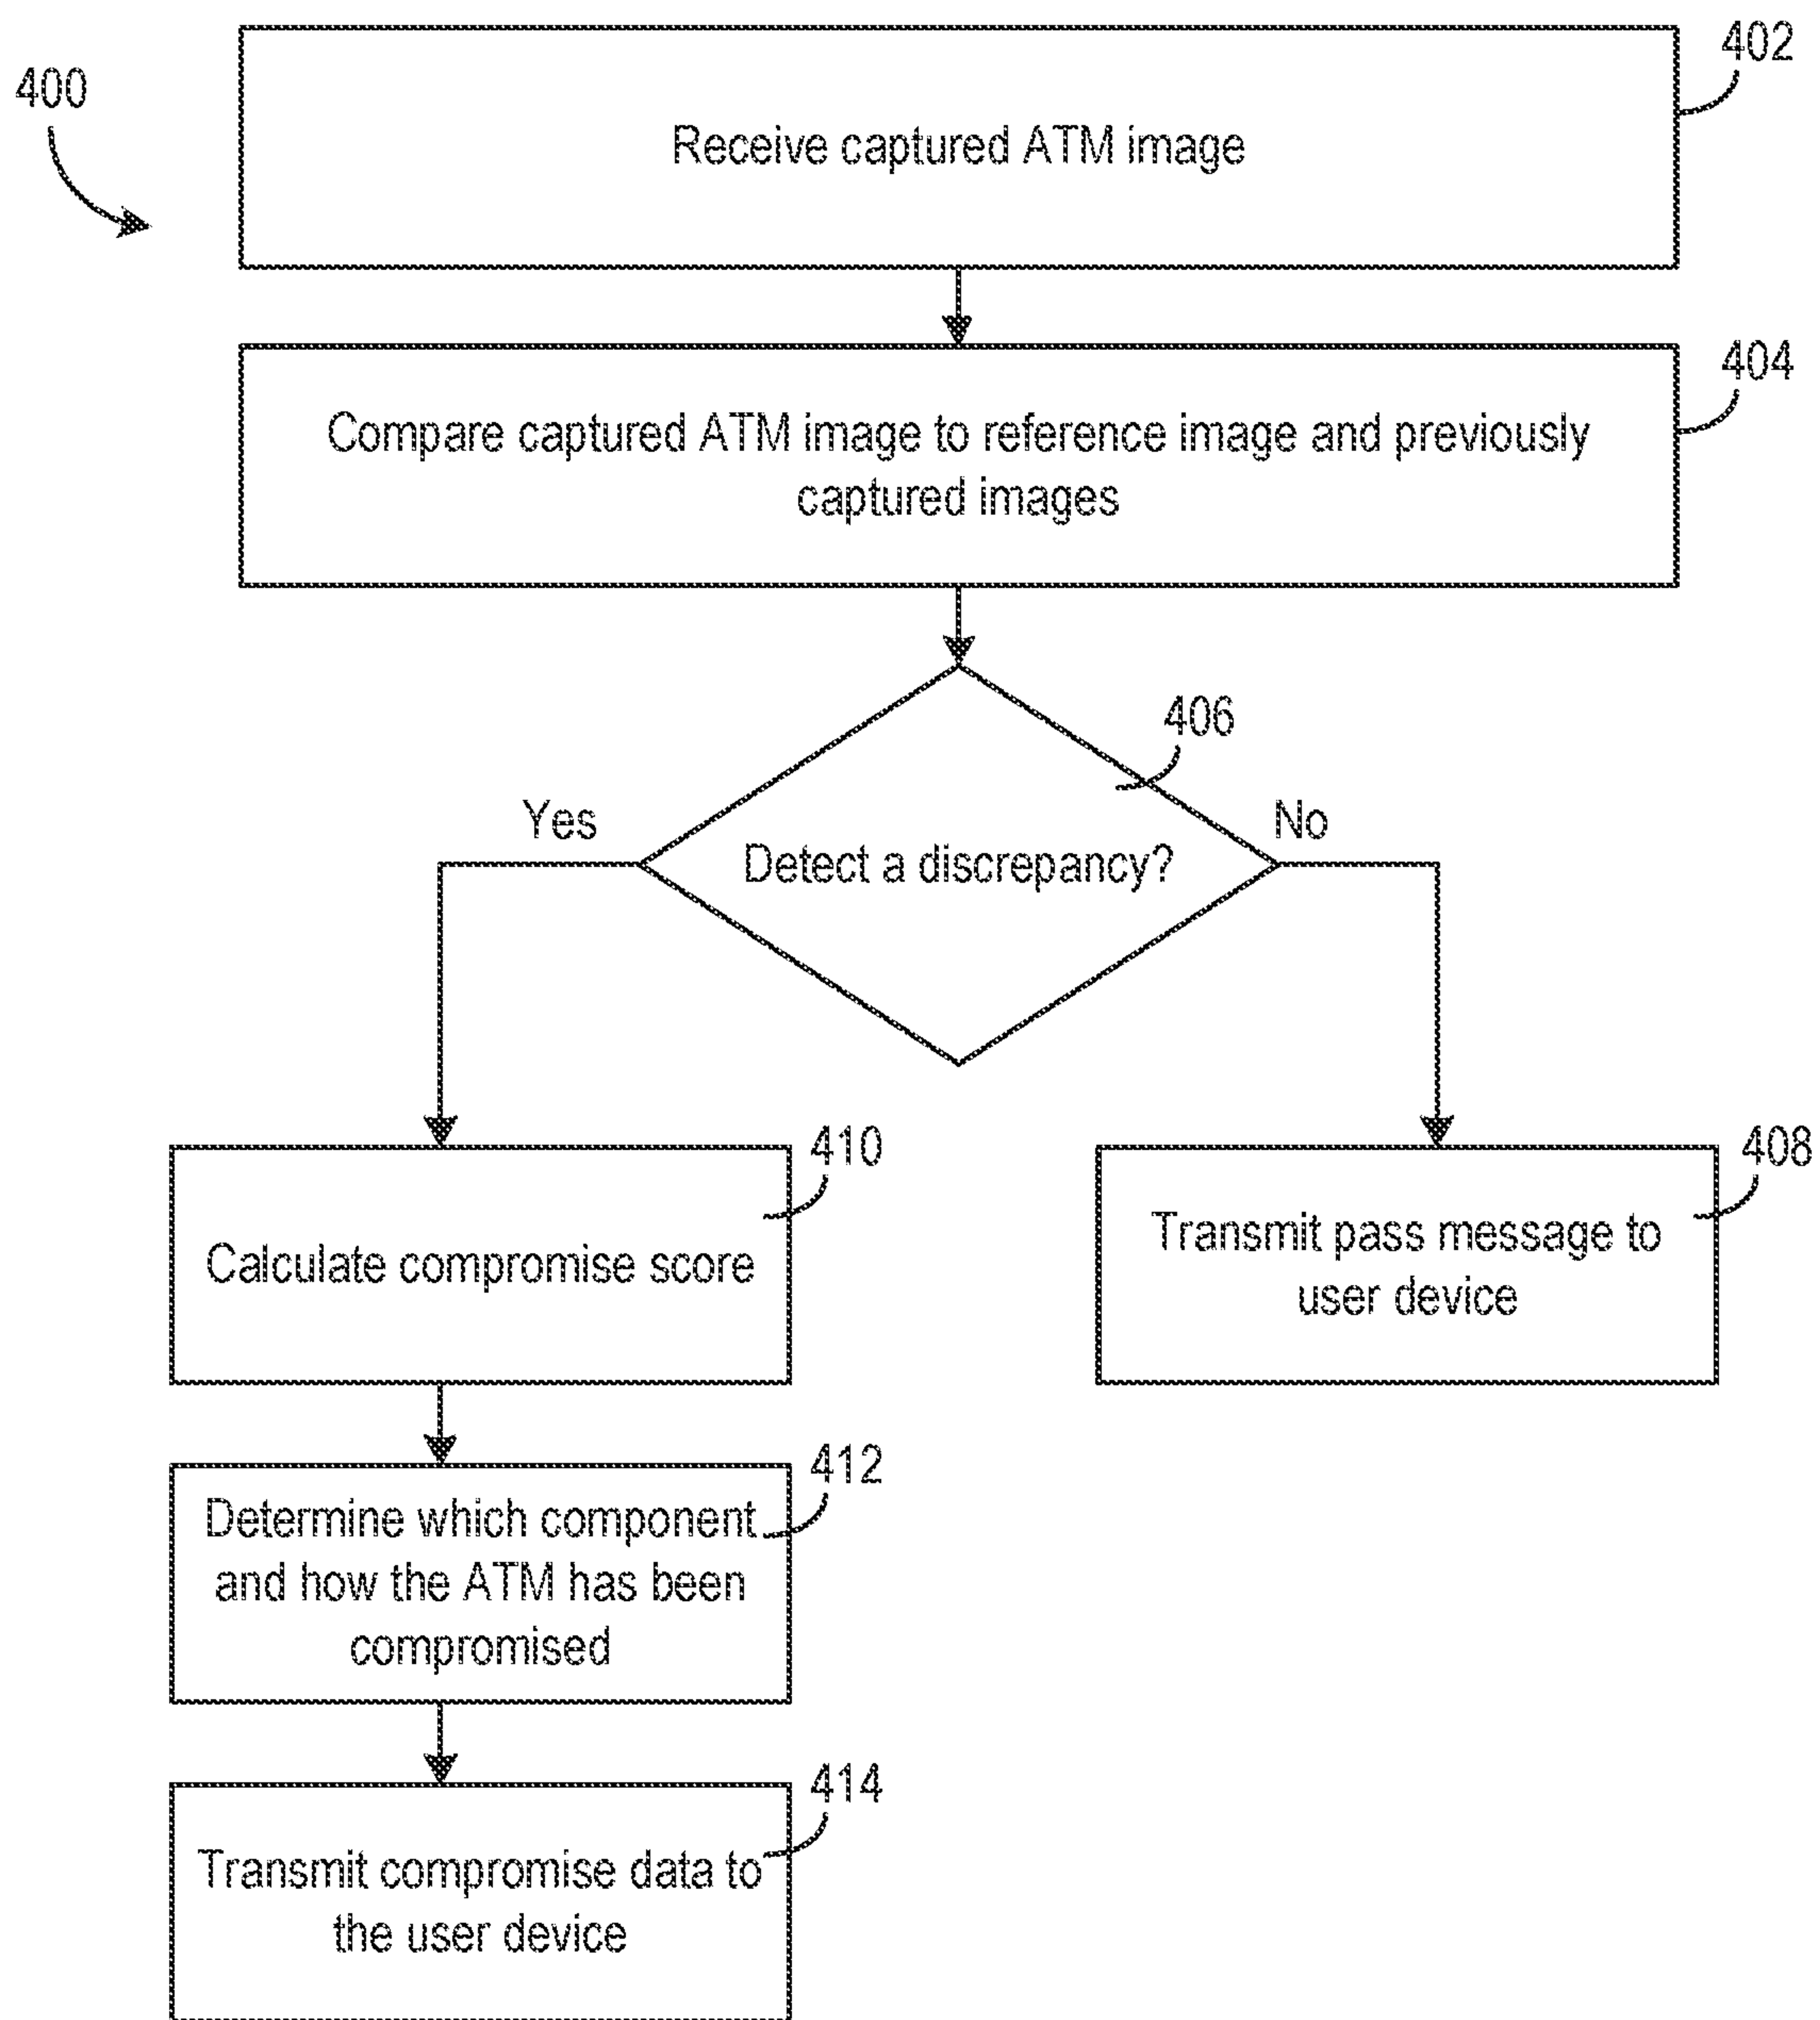 400
402
Receive captured ATM image
404
Compare captured ATM image to reference image and previously
captured images
406
Yes
No
Detect a discrepancy?
410
Calculate compromise score
408
Transmit pass message to
user device
412
Determine which component
and how the ATM has been
compromised
414
Transmit compromise data to
the user device